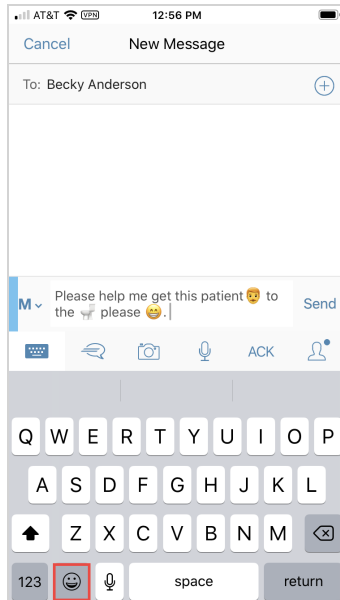 AT&T VPN 12:56 PM
Cancel New Message
To: Becky Anderson
M Please help me get this patient👨 to
the 🚽 please 😁. Send
ACK
Q W E R T Y U I O P
A S D F G H J K L
Z X C V B N M
123 space return